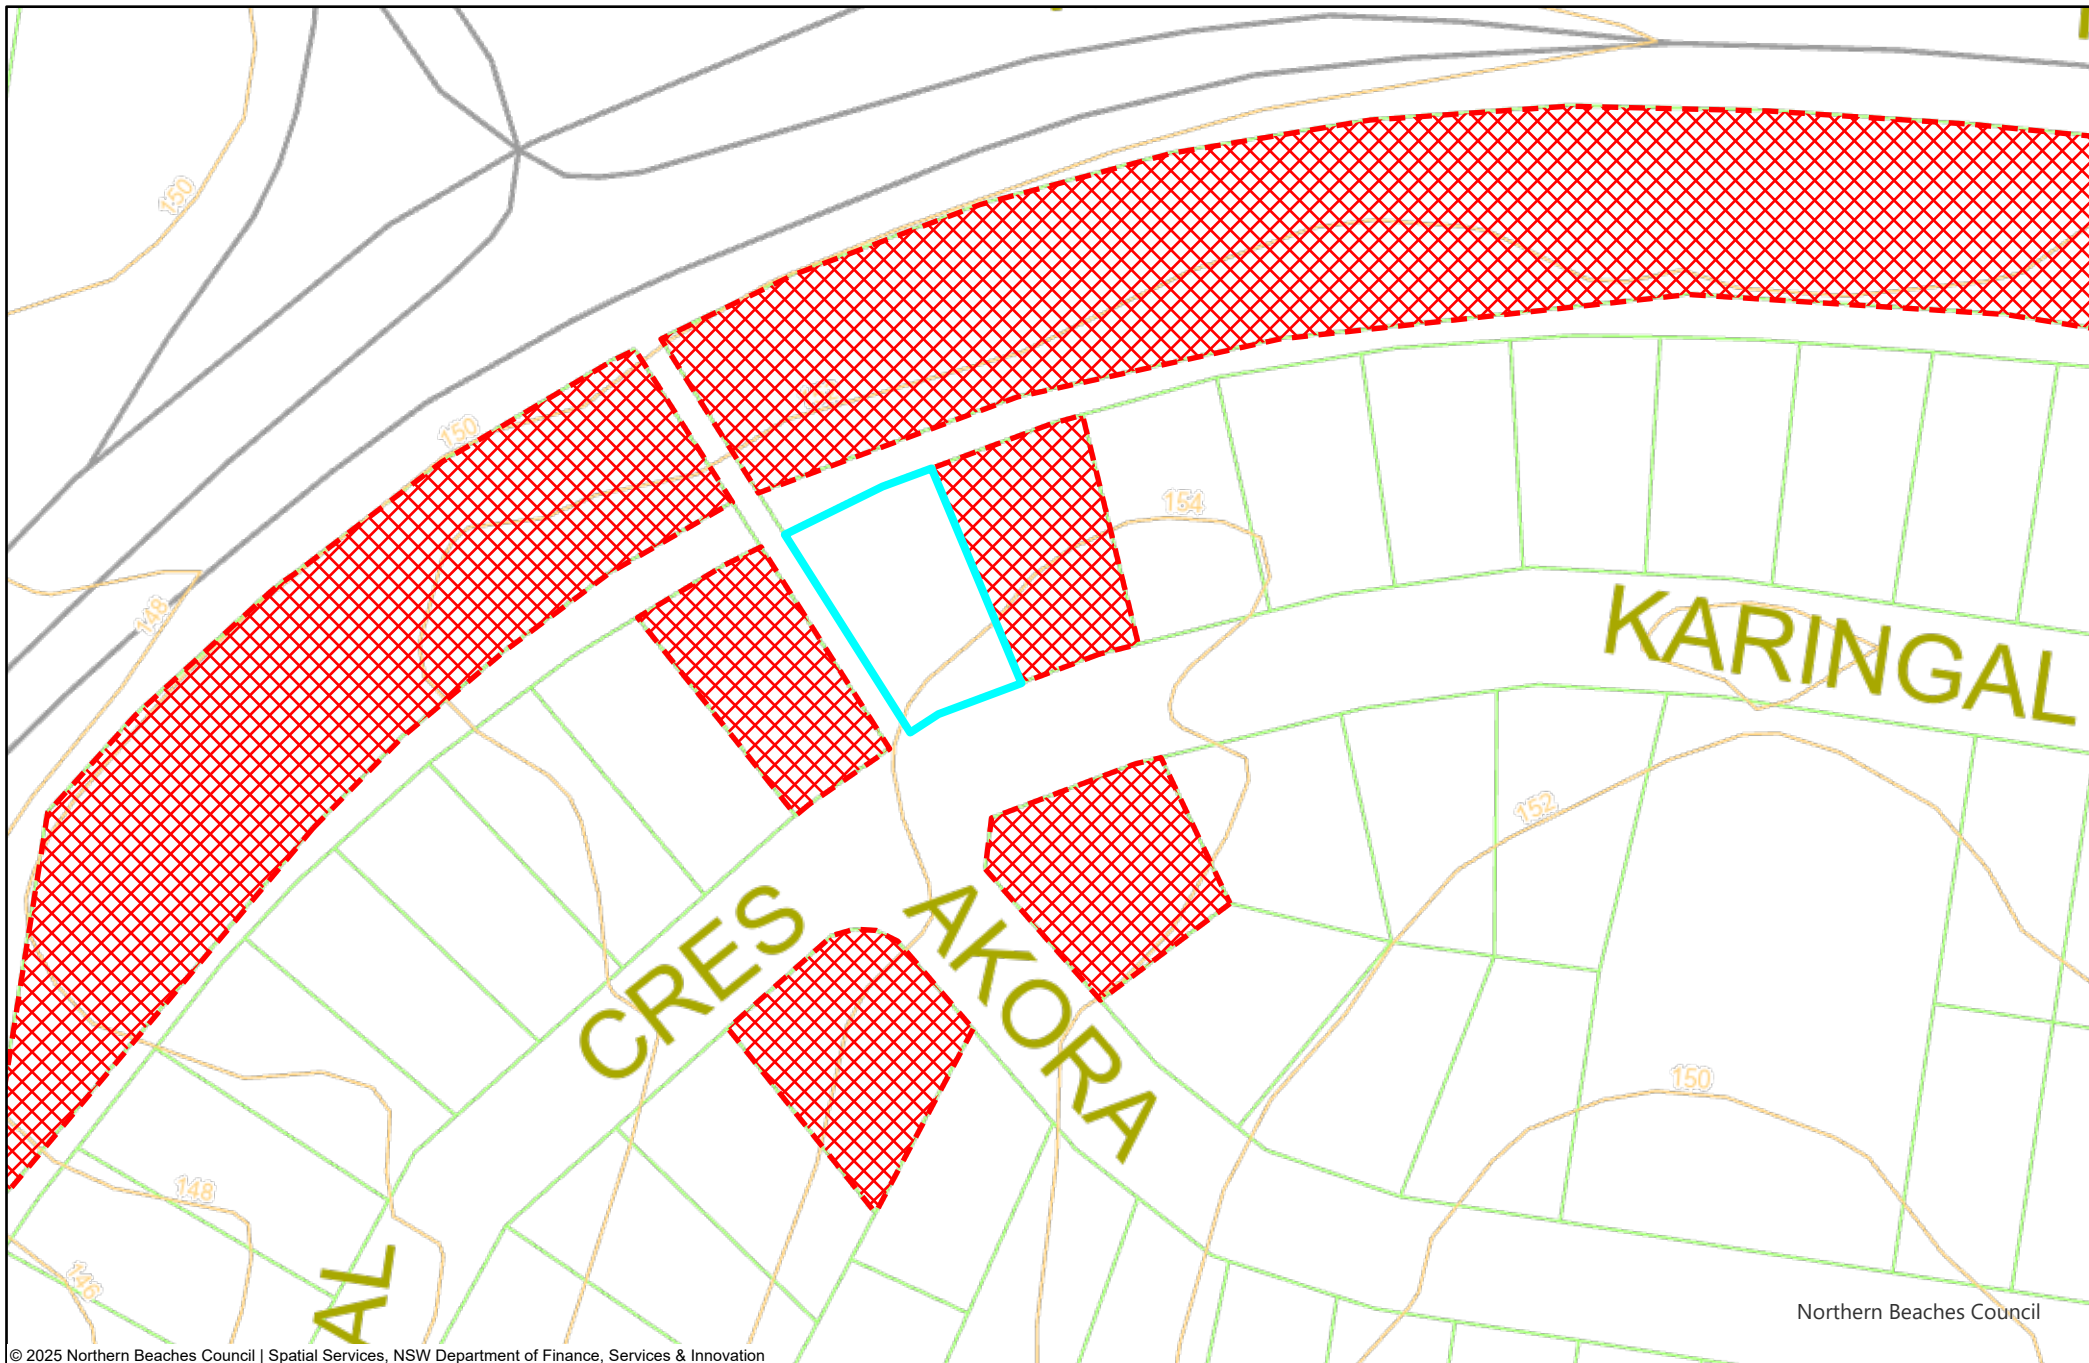 150
150
154
148
KARINGAL
152
CRES
AKORA
150
148
146
AL
Northern Beaches Council
© 2025 Northern Beaches Council | Spatial Services, NSW Department of Finance, Services & Innovation